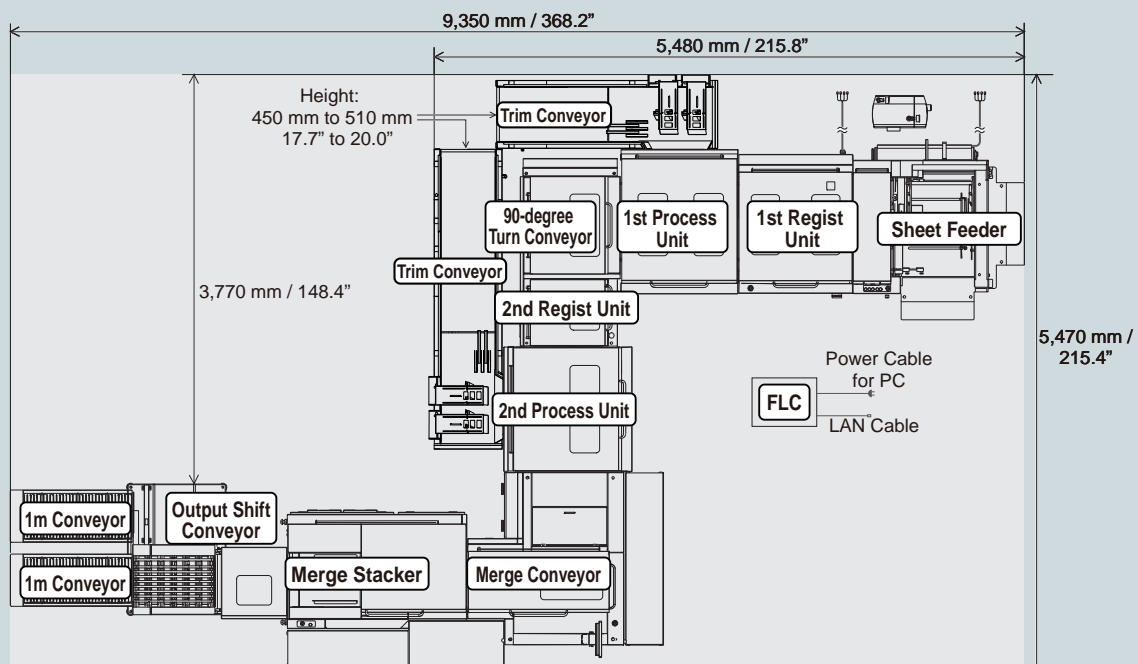 9,350 mm / 368.2”
5,480 mm / 215.8”
Height:
450 mm to 510 mm
17.7” to 20.0”
Trim Conveyor
90-degree
Turn Conveyor
1st Process
Unit
1st Regist
Unit
Sheet Feeder
Trim Conveyor
3,770 mm / 148.4”
2nd Regist Unit
5,470 mm /
215.4”
Power Cable
for PC
FLC
LAN Cable
2nd Process Unit
1m Conveyor
Output Shift
Conveyor
1m Conveyor
Merge Stacker
Merge Conveyor